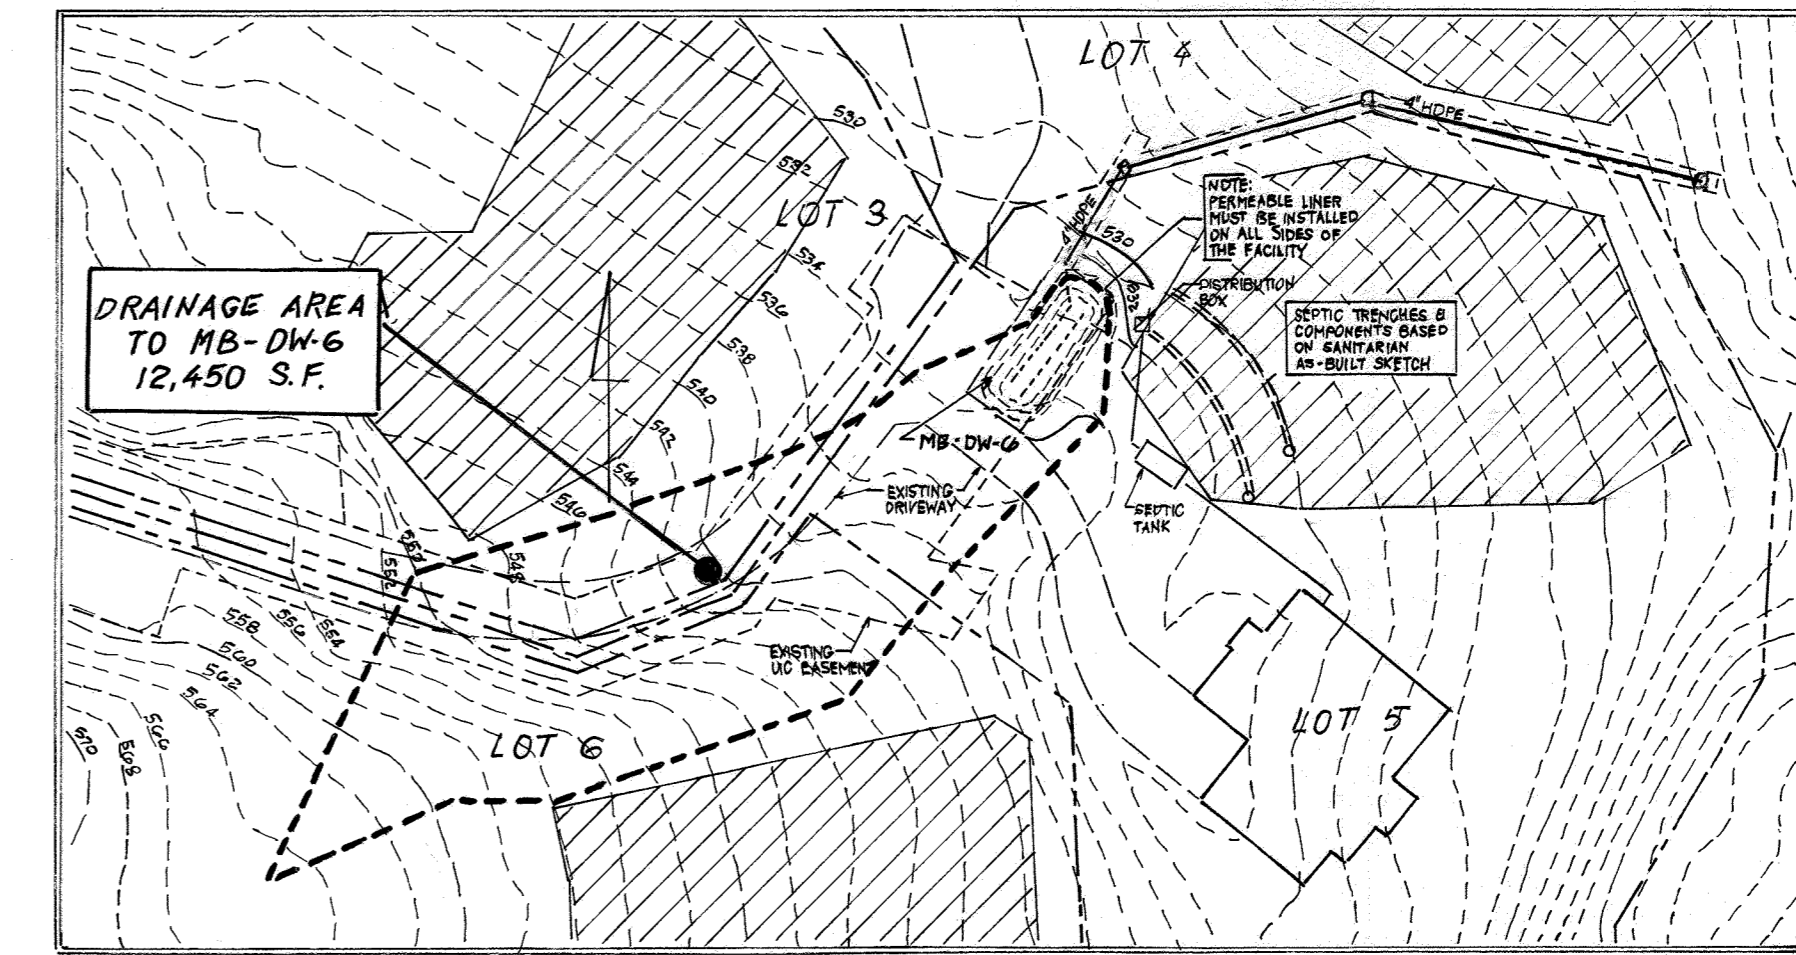 LOT 4
4" HDPE
530
532
LOT 3
534
536
538
540
542
544
546
548
552
552
4" HDPE
530
532
NOTE:
PERMEABLE LINER
MUST BE INSTALLED
ON ALL SIDES OF
THE FACILITY
DISTRIBUTION
BOX
SEPTIC TRENCHES &
COMPONENTS BASED
ON SANITARIAN
AS-BUILT SKETCH
DRAINAGE AREA
TO MB-DW-6
12,450 S.F.
MB-DW-6
EXISTING
DRIVEWAY
SEPTIC
TANK
EXISTING
UIC EASEMENT
558
556
554
560
562
564
566
568
570
LOT 6
LOT 5